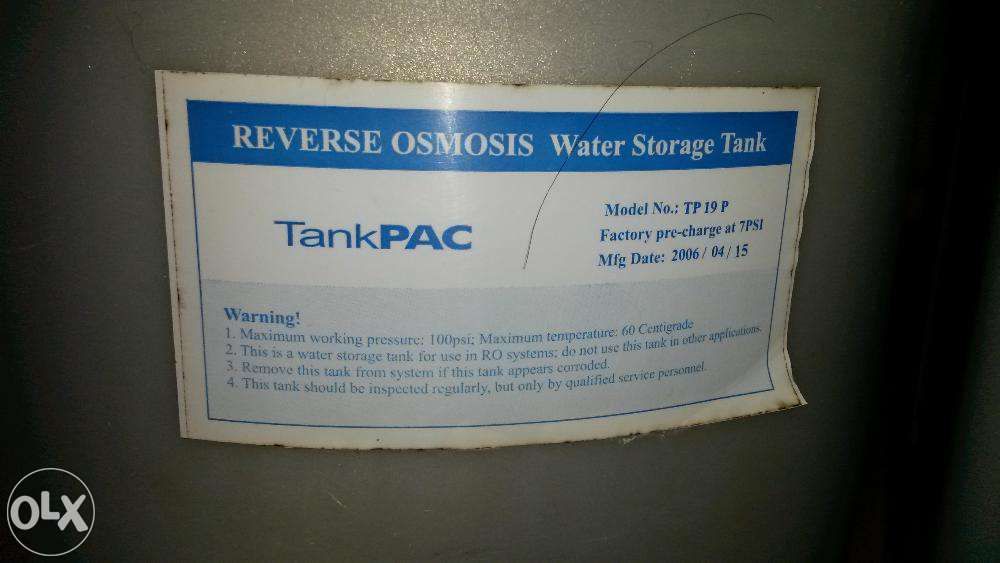 REVERSE OSMOSIS Water Storage Tank
TankPAC
Model No.: TP 19 P
Factory pre-charge at 7PSI
Mfg Date: 2006 / 04 / 15
Warning!
1. Maximum working pressure: 100psi; Maximum temperature: 60 Centigrade
2. This is a water storage tank for use in RO systems; do not use this tank in other applications.
3. Remove this tank from system if this tank appears corroded.
4. This tank should be inspected regularly, but only by qualified service personnel.
OLX